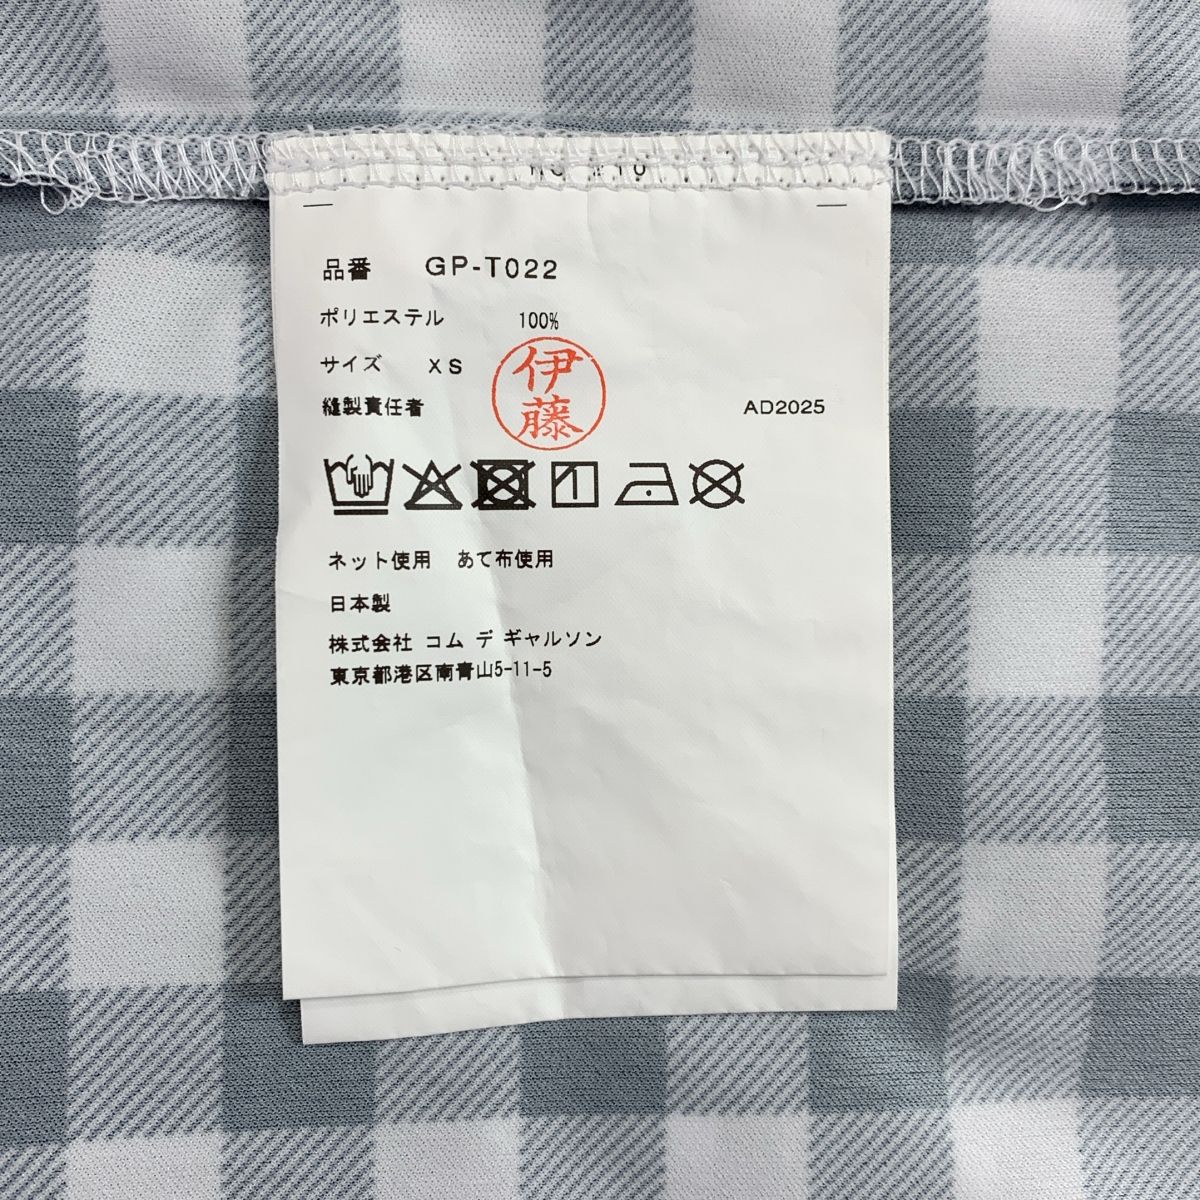 品番 GP-T022
ポリエステル 100%
サイズ XS
伊藤
縫製責任者 AD2025
ネット使用 あて布使用
日本製
株式会社 コム デ ギャルソン
東京都港区南青山5-11-5